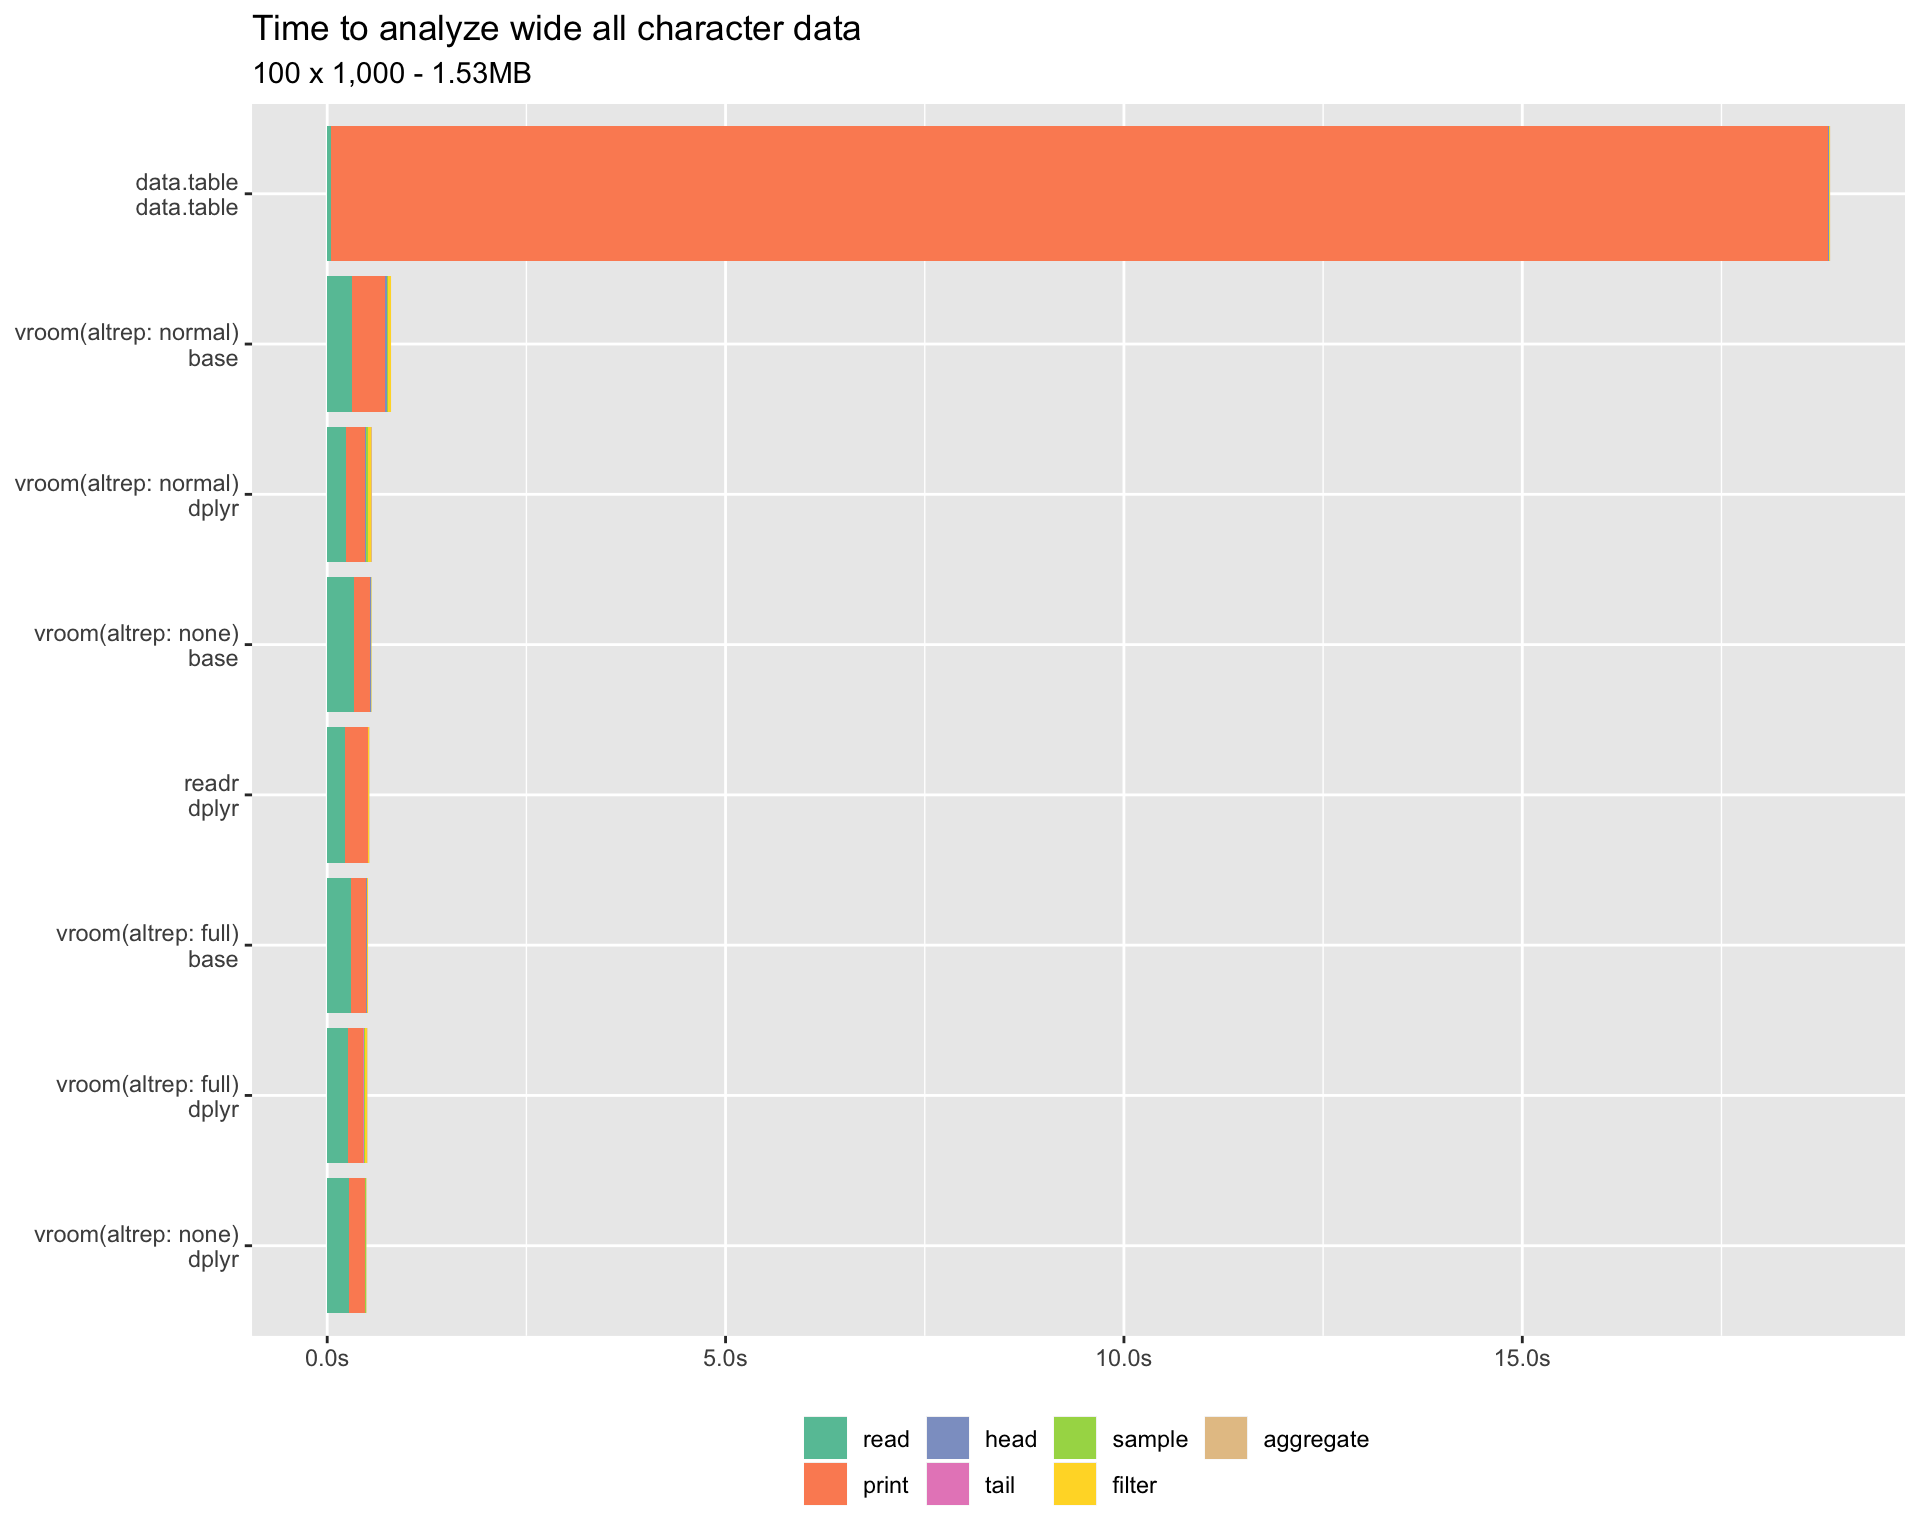 Time to analyze wide all character data
100 x 1,000 - 1.53MB
data.table
data.table
vroom(altrep: normal)
base
vroom(altrep: normal)
dplyr
vroom(altrep: none)
base
readr
dplyr
vroom(altrep: full)
base
vroom(altrep: full)
dplyr
vroom(altrep: none)
dplyr
0.0s 5.0s 10.0s 15.0s
read head sample aggregate
print tail filter